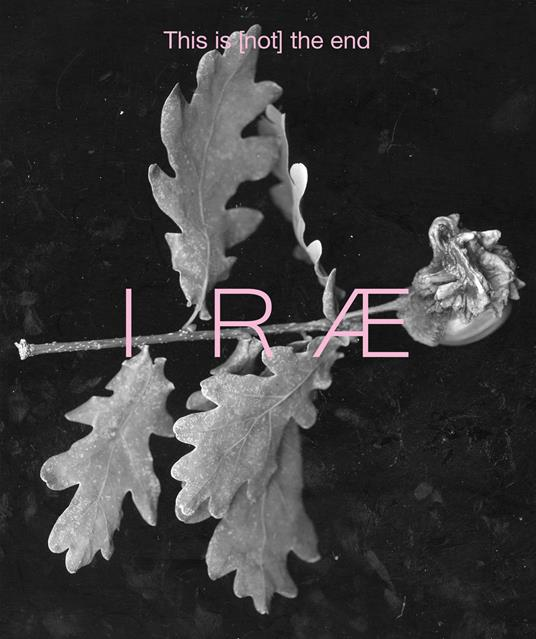 This is [not] the end
I R Æ